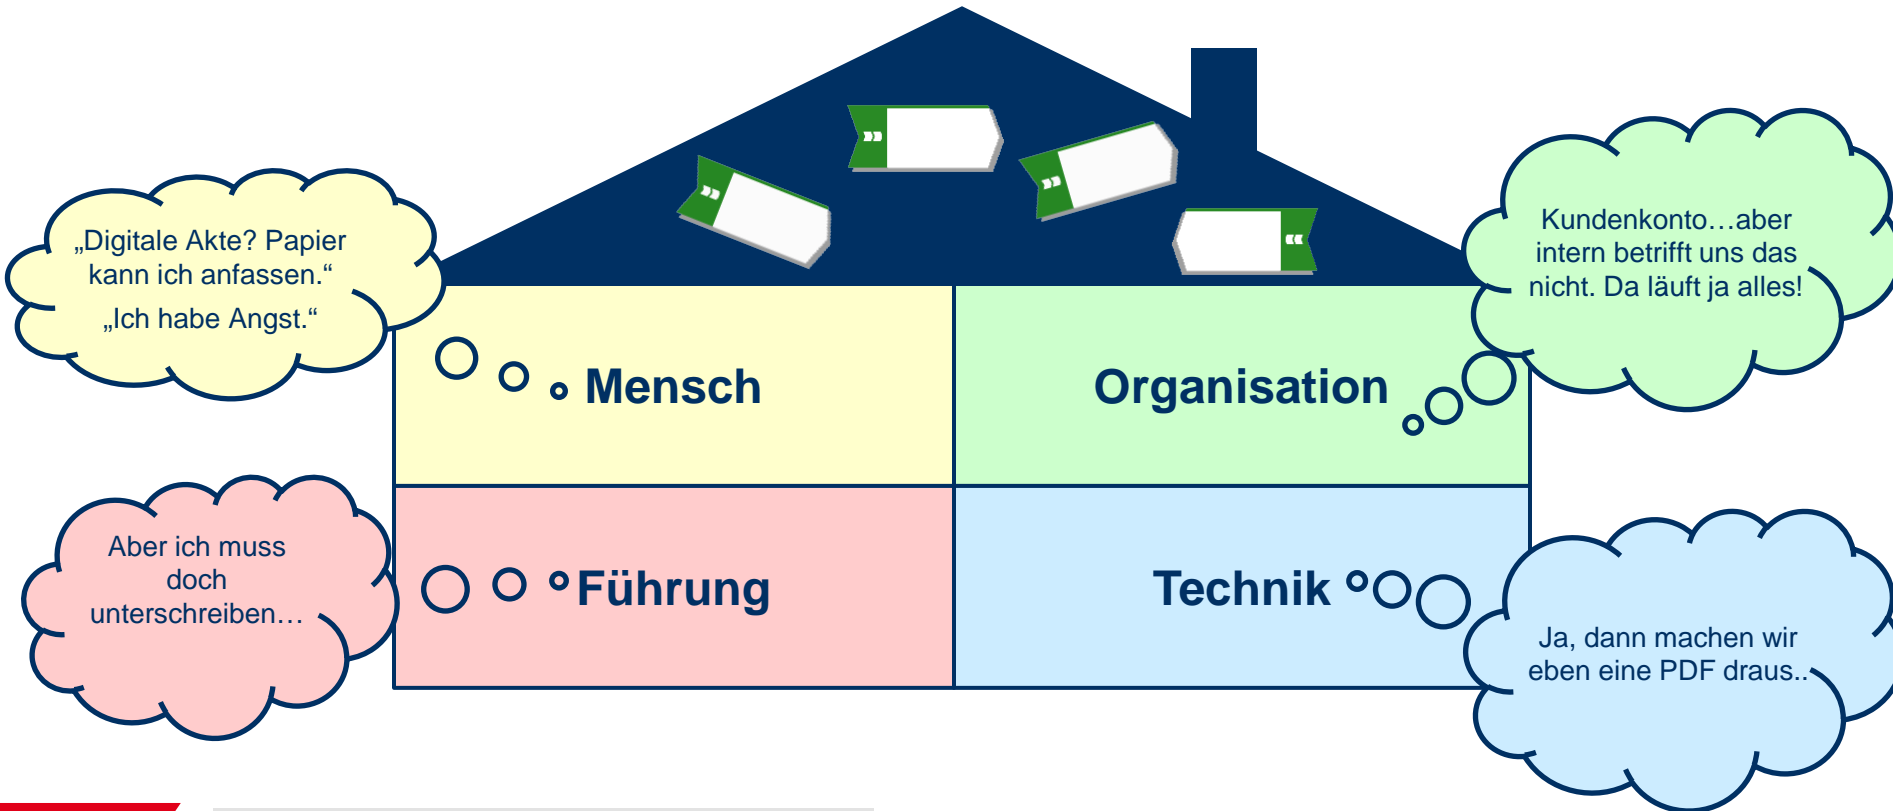 „Digitale Akte? Papier
kann ich anfassen.“
„Ich habe Angst.“
Kundenkonto…aber
intern betrifft uns das
nicht. Da läuft ja alles!
Mensch
Organisation
Aber ich muss
doch
unterschreiben…
Führung
Technik
Ja, dann machen wir
eben eine PDF draus..